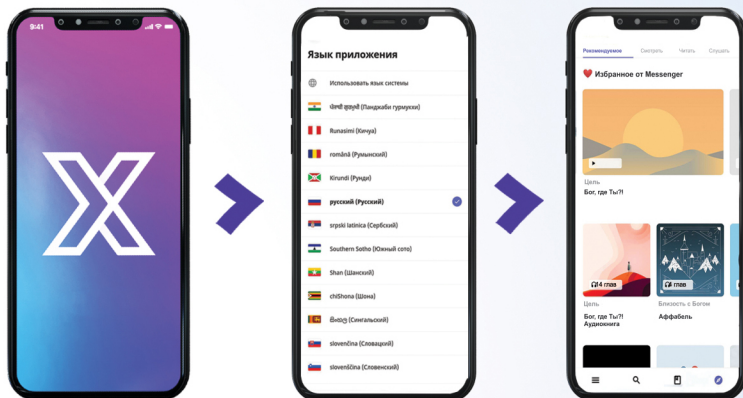 9:41
Язык приложения
Использовать язык системы
ਪੰਜਾਬੀ ਗੁਰਮੁਖੀ (Панджаби гурмукхи)
Runasimi (Кичуа)
română (Румынский)
Kirundi (Рунди)
русский (Русский)
srpski latinica (Сербский)
Southern Sotho (Южный сото)
Shan (Шанский)
chiShona (Шона)
සිංහල (Сингальский)
slovenčina (Словацкий)
slovenščina (Словенский)
Рекомендуемое Смотреть Читать Слушать
Избранное от Messenger
Цель
Бог, где Ты?!
14 глав
4 глав
Цель
Близость с Богом
Бог, где Ты?!
Аудиокнига
Аффабель